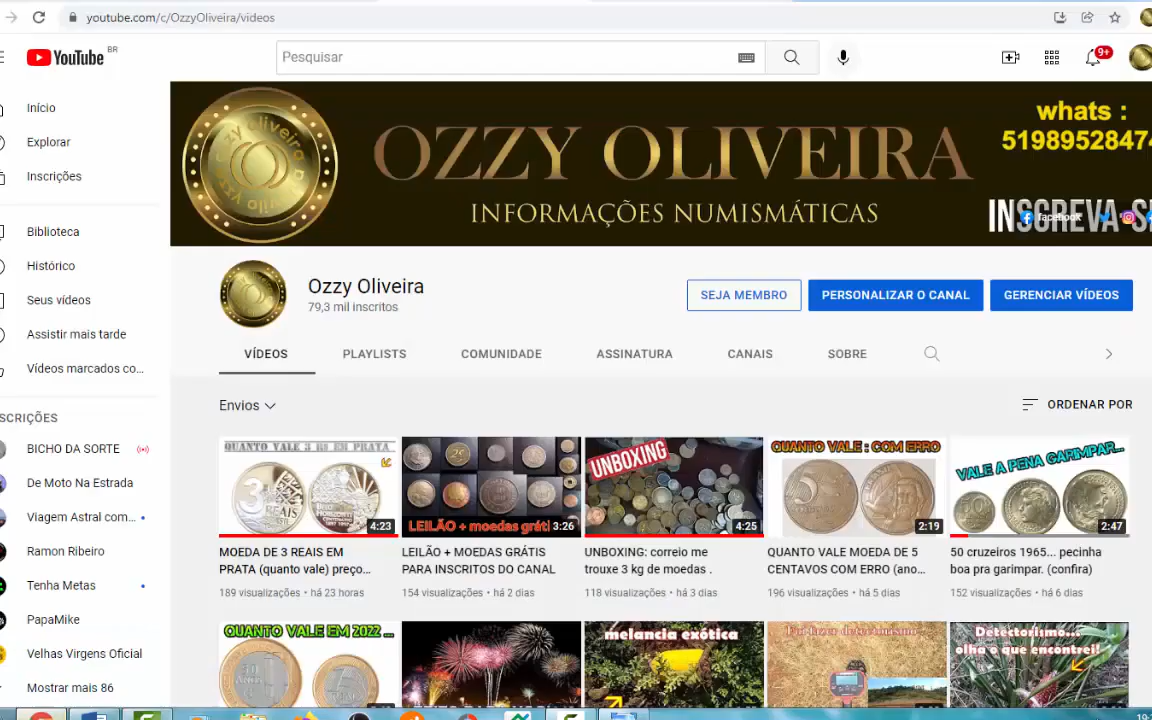 youtube.com/c/OzzyOliveira/videos
YouTube BR
Pesquisar
9+
Início
Explorar
Inscrições
Biblioteca
Histórico
Seus vídeos
Assistir mais tarde
Vídeos marcados co...
SCRIÇÕES
BICHO DA SORTE
De Moto Na Estrada
Viagem Astral com...
Ramon Ribeiro
Tenha Metas
PapaMike
Velhas Virgens Oficial
Mostrar mais 86
Ozzy Oliveira
OZZY OLIVEIRA
INFORMAÇÕES NUMISMÁTICAS
whats :
51989528474
INSCREVA-S
facebook
Ozzy Oliveira
79,3 mil inscritos
SEJA MEMBRO
PERSONALIZAR O CANAL
GERENCIAR VÍDEOS
VÍDEOS
PLAYLISTS
COMUNIDADE
ASSINATURA
CANAIS
SOBRE
Envios
ORDENAR POR
QUANTO VALE 3 R$ EM PRATA
4:23
MOEDA DE 3 REAIS EM
PRATA (quanto vale) preço...
189 visualizações • há 23 horas
LEILÃO + moedas grátis
3:26
LEILÃO + MOEDAS GRÁTIS
PARA INSCRITOS DO CANAL
154 visualizações • há 2 dias
UNBOXING
4:25
UNBOXING: correio me
trouxe 3 kg de moedas .
118 visualizações • há 3 dias
QUANTO VALE : COM ERRO
2:19
QUANTO VALE MOEDA DE 5
CENTAVOS COM ERRO (ano...
196 visualizações • há 5 dias
VALE A PENA GARIMPAR...
2:47
50 cruzeiros 1965... pecinha
boa pra garimpar. (confira)
152 visualizações • há 6 dias
QUANTO VALE EM 2022 ...
melancia exótica
Detectorismo...
olha o que encontrei!